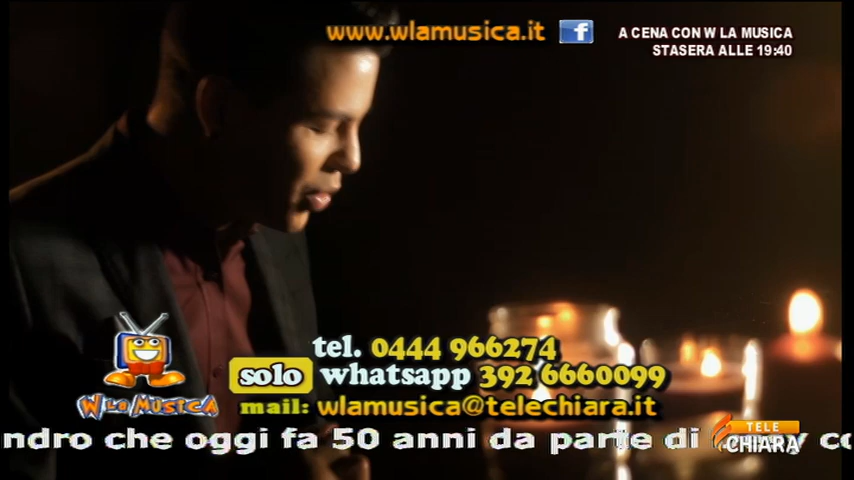 www.wlamusica.it f
A CENA CON W LA MUSICA
STASERA ALLE 19:40
tel. 0444 966274
solo whatsapp 392 6660099
W LA MUSICA
mail: wlamusica@telechiara.it
ndro che oggi fa 50 anni da parte di
TELE
CHIARA